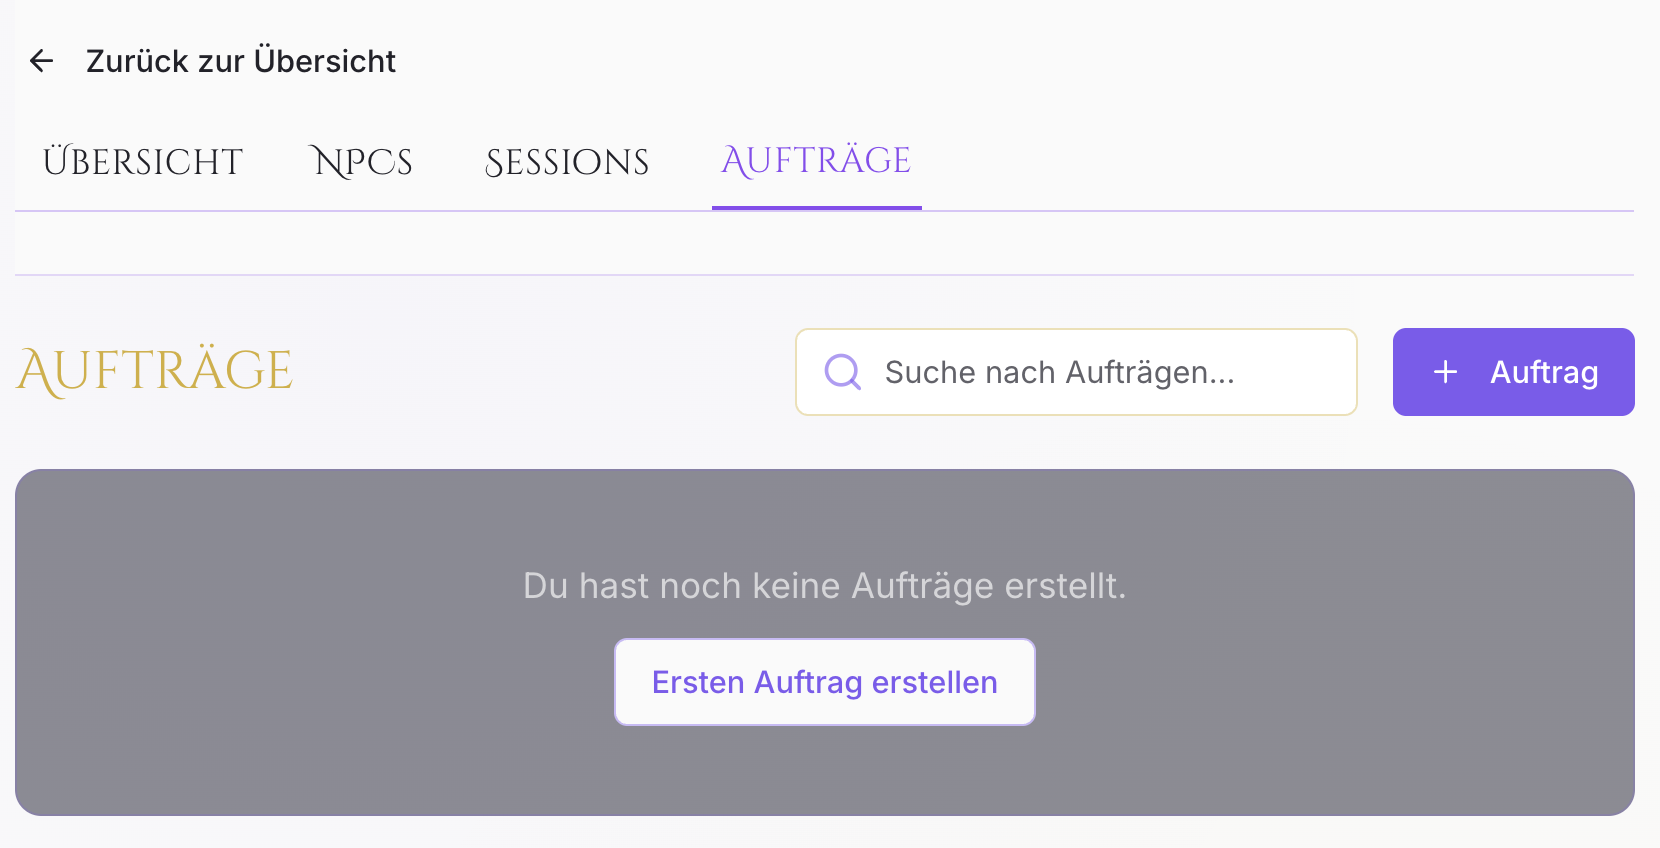 Zurück zur Übersicht
Übersicht NPCs Sessions Aufträge
Aufträge Suche nach Aufträgen... + Auftrag
Du hast noch keine Aufträge erstellt.
Ersten Auftrag erstellen